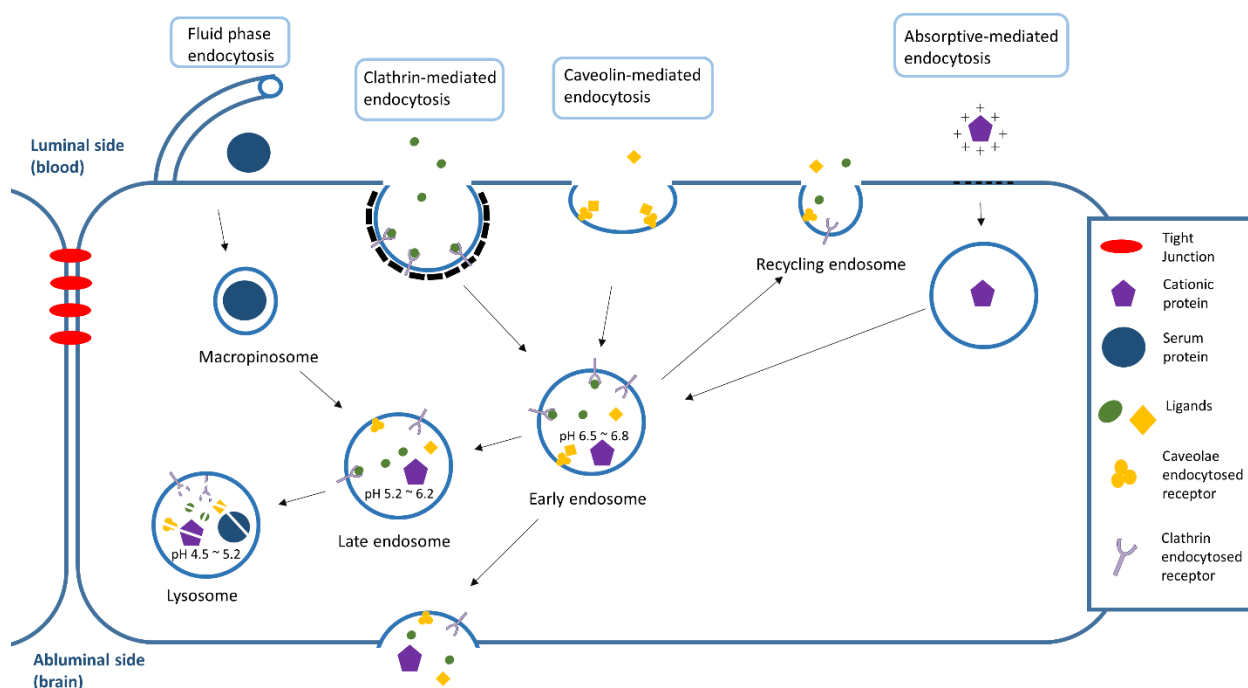 Fluid phase
endocytosis
Clathrin-mediated
endocytosis
Caveolin-mediated
endocytosis
Absorptive-mediated
endocytosis
Luminal side
(blood)
+ + + + + + + +
Recycling endosome
Macropinosome
pH 6.5 ~ 6.8
Early endosome
pH 5.2 ~ 6.2
Late endosome
pH 4.5 ~ 5.2
Lysosome
Abluminal side
(brain)
Tight
Junction
Cationic
protein
Serum
protein
Ligands
Caveolae
endocytosed
receptor
Clathrin
endocytosed
receptor